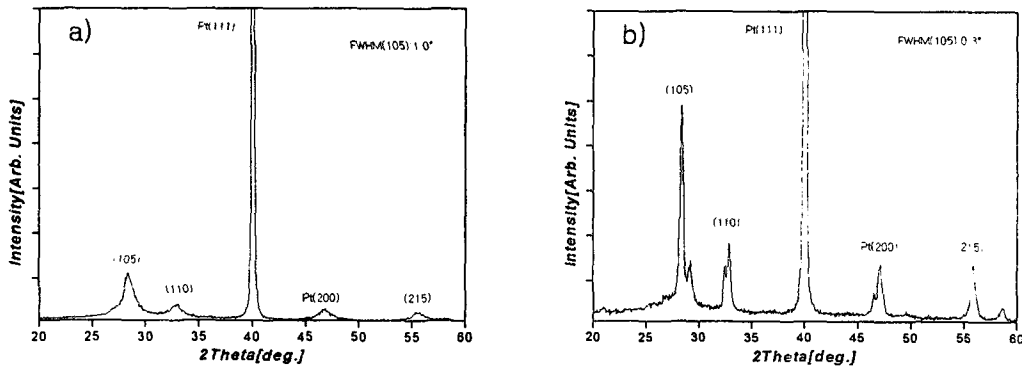 a)
Pt(111)
FWHM(105) 1.0°
(105)
(110)
Pt(200)
(215)
Intensity[Arb. Units]
20 25 30 35 40 45 50 55 60
2Theta[deg.]
b)
Pt(111)
FWHM(105) 0.3°
(105)
(110)
Pt(200)
215)
Intensity[Arb. Units]
20 25 30 35 40 45 50 55 60
2Theta[deg.]